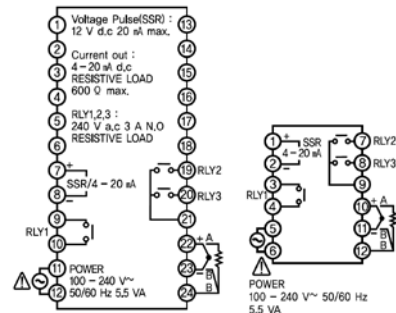 1 Voltage Pulse(SSR) : 13
12 V d.c 20 mA max.
2 14
Current out :
3 4-20 mA d.c 15
RESISTIVE LOAD
4 600 Ω max. 16
5 RLY1,2,3 : 17
240 V a.c 3 A N.O
6 RESISTIVE LOAD 18
7 + 19 RLY2
SSR/4-20 mA
8 - 20 RLY3
9 21
RLY1
10 22 + A
11 POWER 23 - B
100-240 V~
12 50/60 Hz 5.5 VA 24 B
1 + SSR 7 RLY2
4-20 mA
2 - 8 RLY3
3 9
RLY1
4 10 + A
5 11 - B
6 12 B
POWER
100-240 V~ 50/60 Hz
5.5 VA